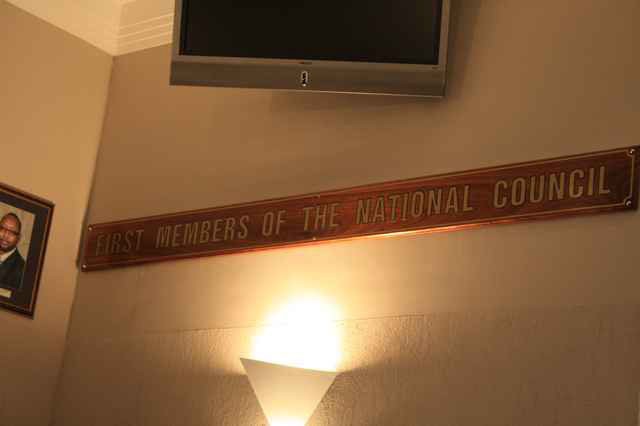 FIRST MEMBERS OF THE NATIONAL COUNCIL